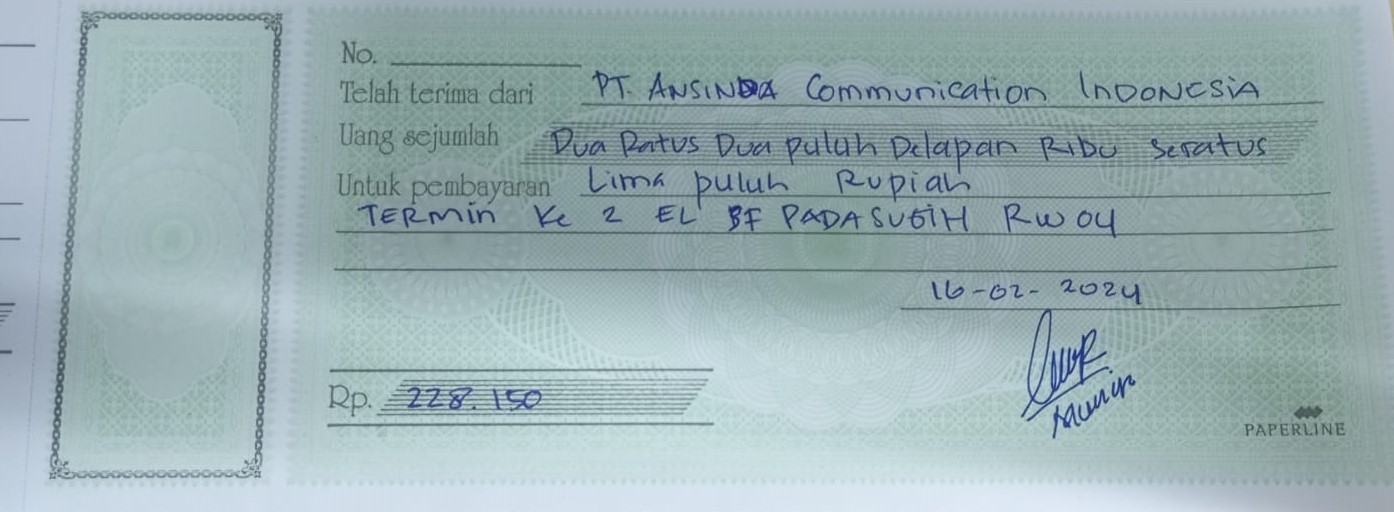 No.
Telah terima dari PT. ANSINDA Communication INDONESIA
Uang sejumlah Dua Ratus Dua puluh Delapan Ribu Seratus
Untuk pembayaran Lima puluh Rupiah
TERMin Ke 2 EL BF PADASUGIH RW 04
16-02-2024
Rp. 228.150
PAPERLINE